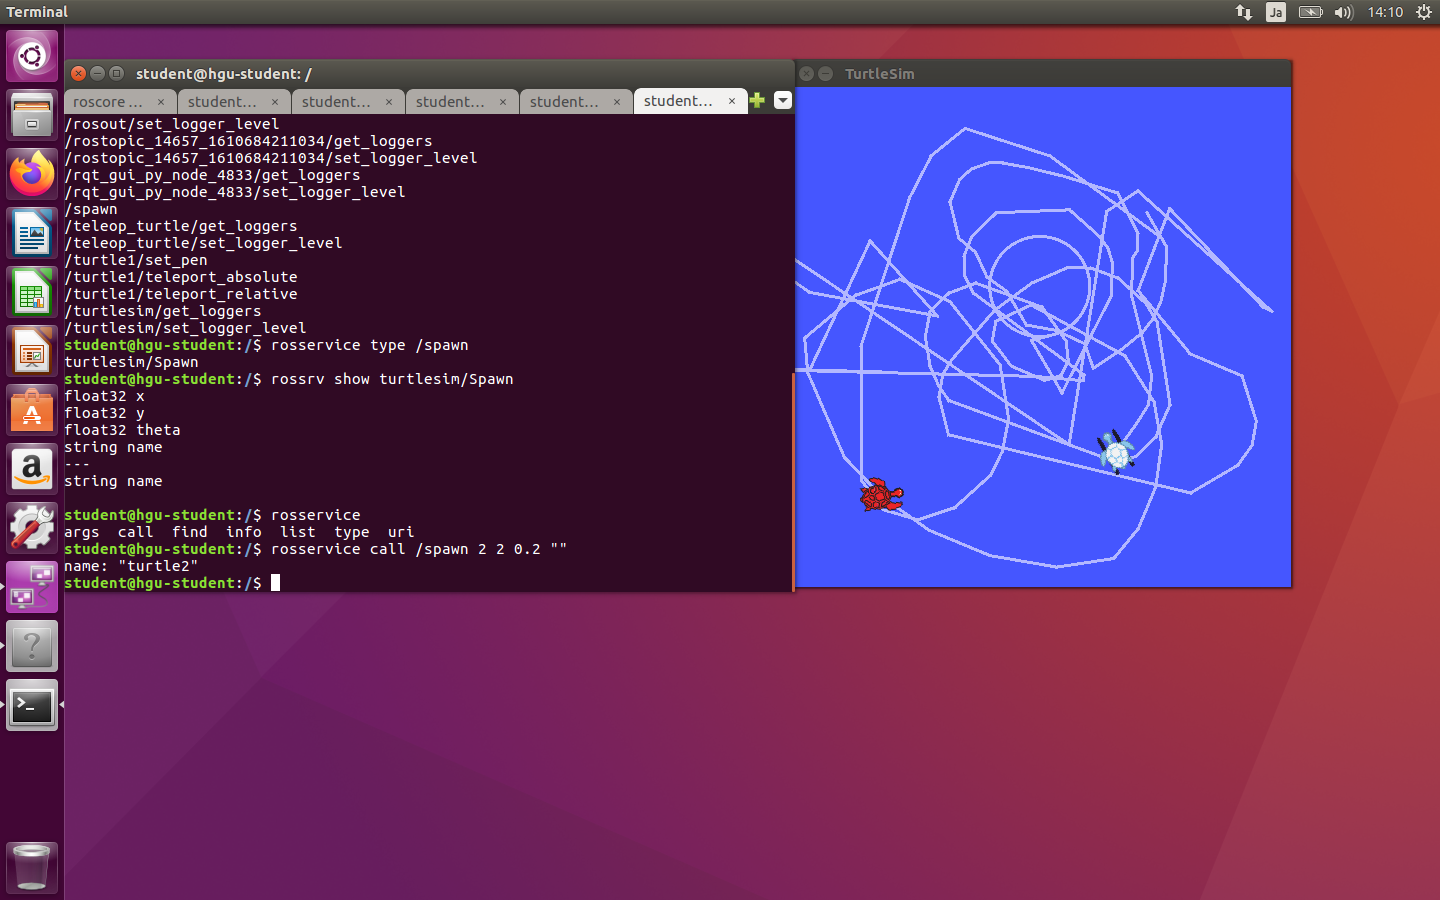 Terminal
Ja
14:10
student@hgu-student: /
TurtleSim
roscore ... × student... × student... × student... × student... × student... ×
/rosout/set_logger_level
/rostopic_14657_1610684211034/get_loggers
/rostopic_14657_1610684211034/set_logger_level
/rqt_gui_py_node_4833/get_loggers
/rqt_gui_py_node_4833/set_logger_level
/spawn
/teleop_turtle/get_loggers
/teleop_turtle/set_logger_level
/turtle1/set_pen
/turtle1/teleport_absolute
/turtle1/teleport_relative
/turtlesim/get_loggers
/turtlesim/set_logger_level
student@hgu-student:/$ rosservice type /spawn
turtlesim/Spawn
student@hgu-student:/$ rossrv show turtlesim/Spawn
float32 x
float32 y
float32 theta
string name
---
string name
student@hgu-student:/$ rosservice
args  call  find  info  list  type  uri
student@hgu-student:/$ rosservice call /spawn 2 2 0.2 ""
name: "turtle2"
student@hgu-student:/$